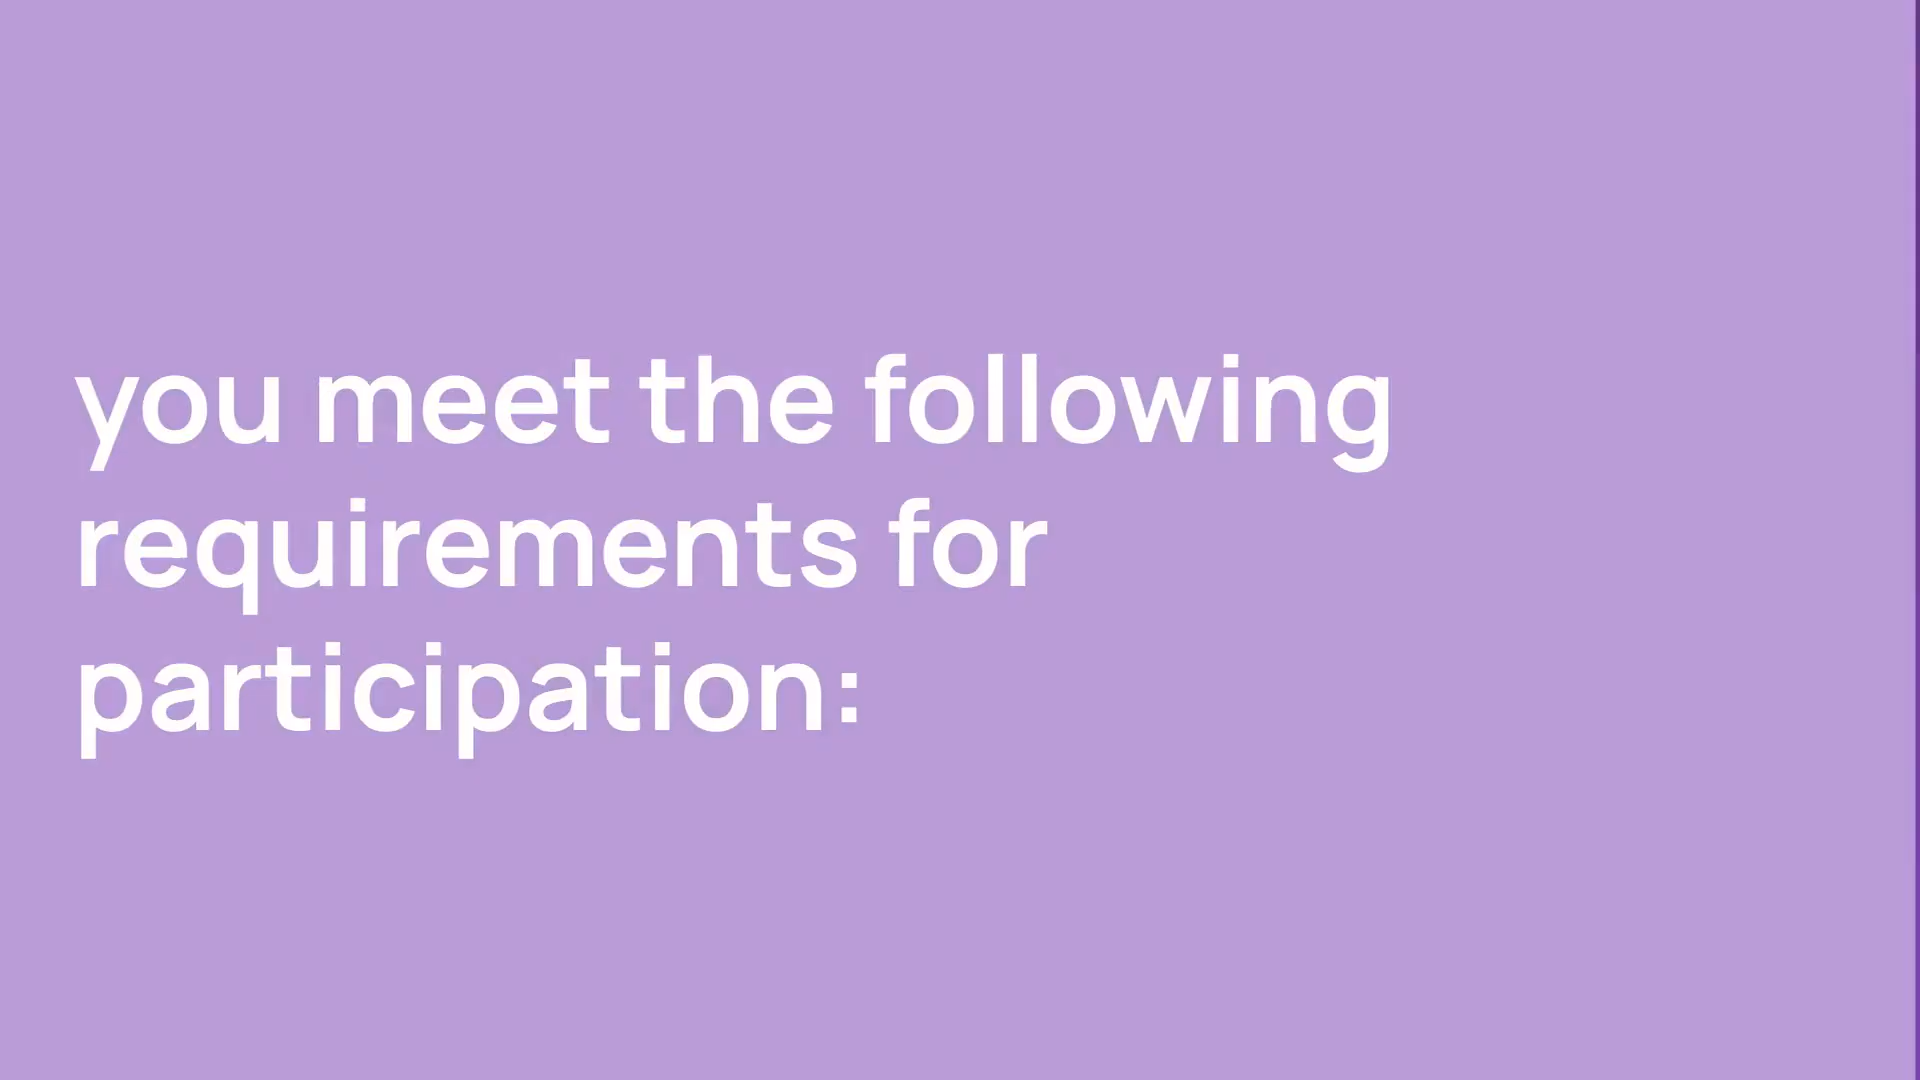 you meet the following
requirements for
participation: